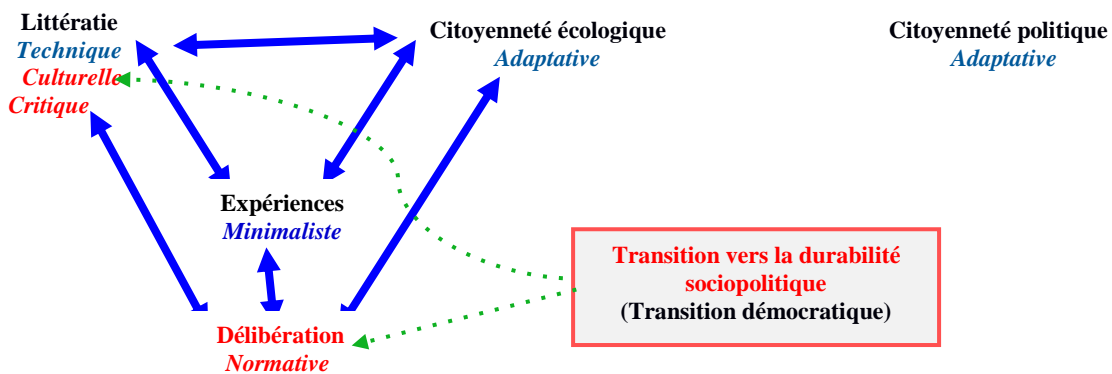 Littératie
Technique
Culturelle
Critique
Citoyenneté écologique
Adaptative
Citoyenneté politique
Adaptative
Expériences
Minimaliste
Transition vers la durabilité
sociopolitique
(Transition démocratique)
Délibération
Normative